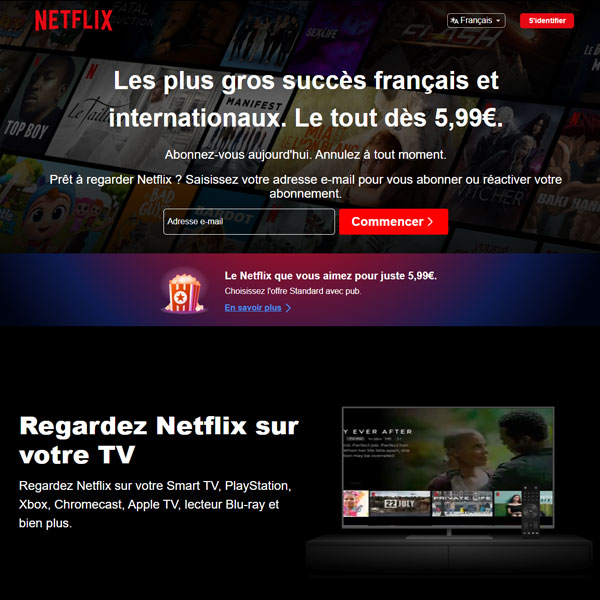 NETFLIX
Français
S'identifier
SEX/LIFE
FLASH
TOP BOY
MANIFEST
Les plus gros succès français et
internationaux. Le tout dès 5,99€.
Abonnez-vous aujourd'hui. Annulez à tout moment.
Prêt à regarder Netflix ? Saisissez votre adresse e-mail pour vous abonner ou réactiver votre
abonnement.
Adresse e-mail
Commencer
Le Netflix que vous aimez pour juste 5,99€.
Choisissez l'offre Standard avec pub.
En savoir plus
Regardez Netflix sur
votre TV
Regardez Netflix sur votre Smart TV, PlayStation,
Xbox, Chromecast, Apple TV, lecteur Blu-ray et
bien plus.
Y EVER AFTER
22 JULY
PRIVATE LIFE